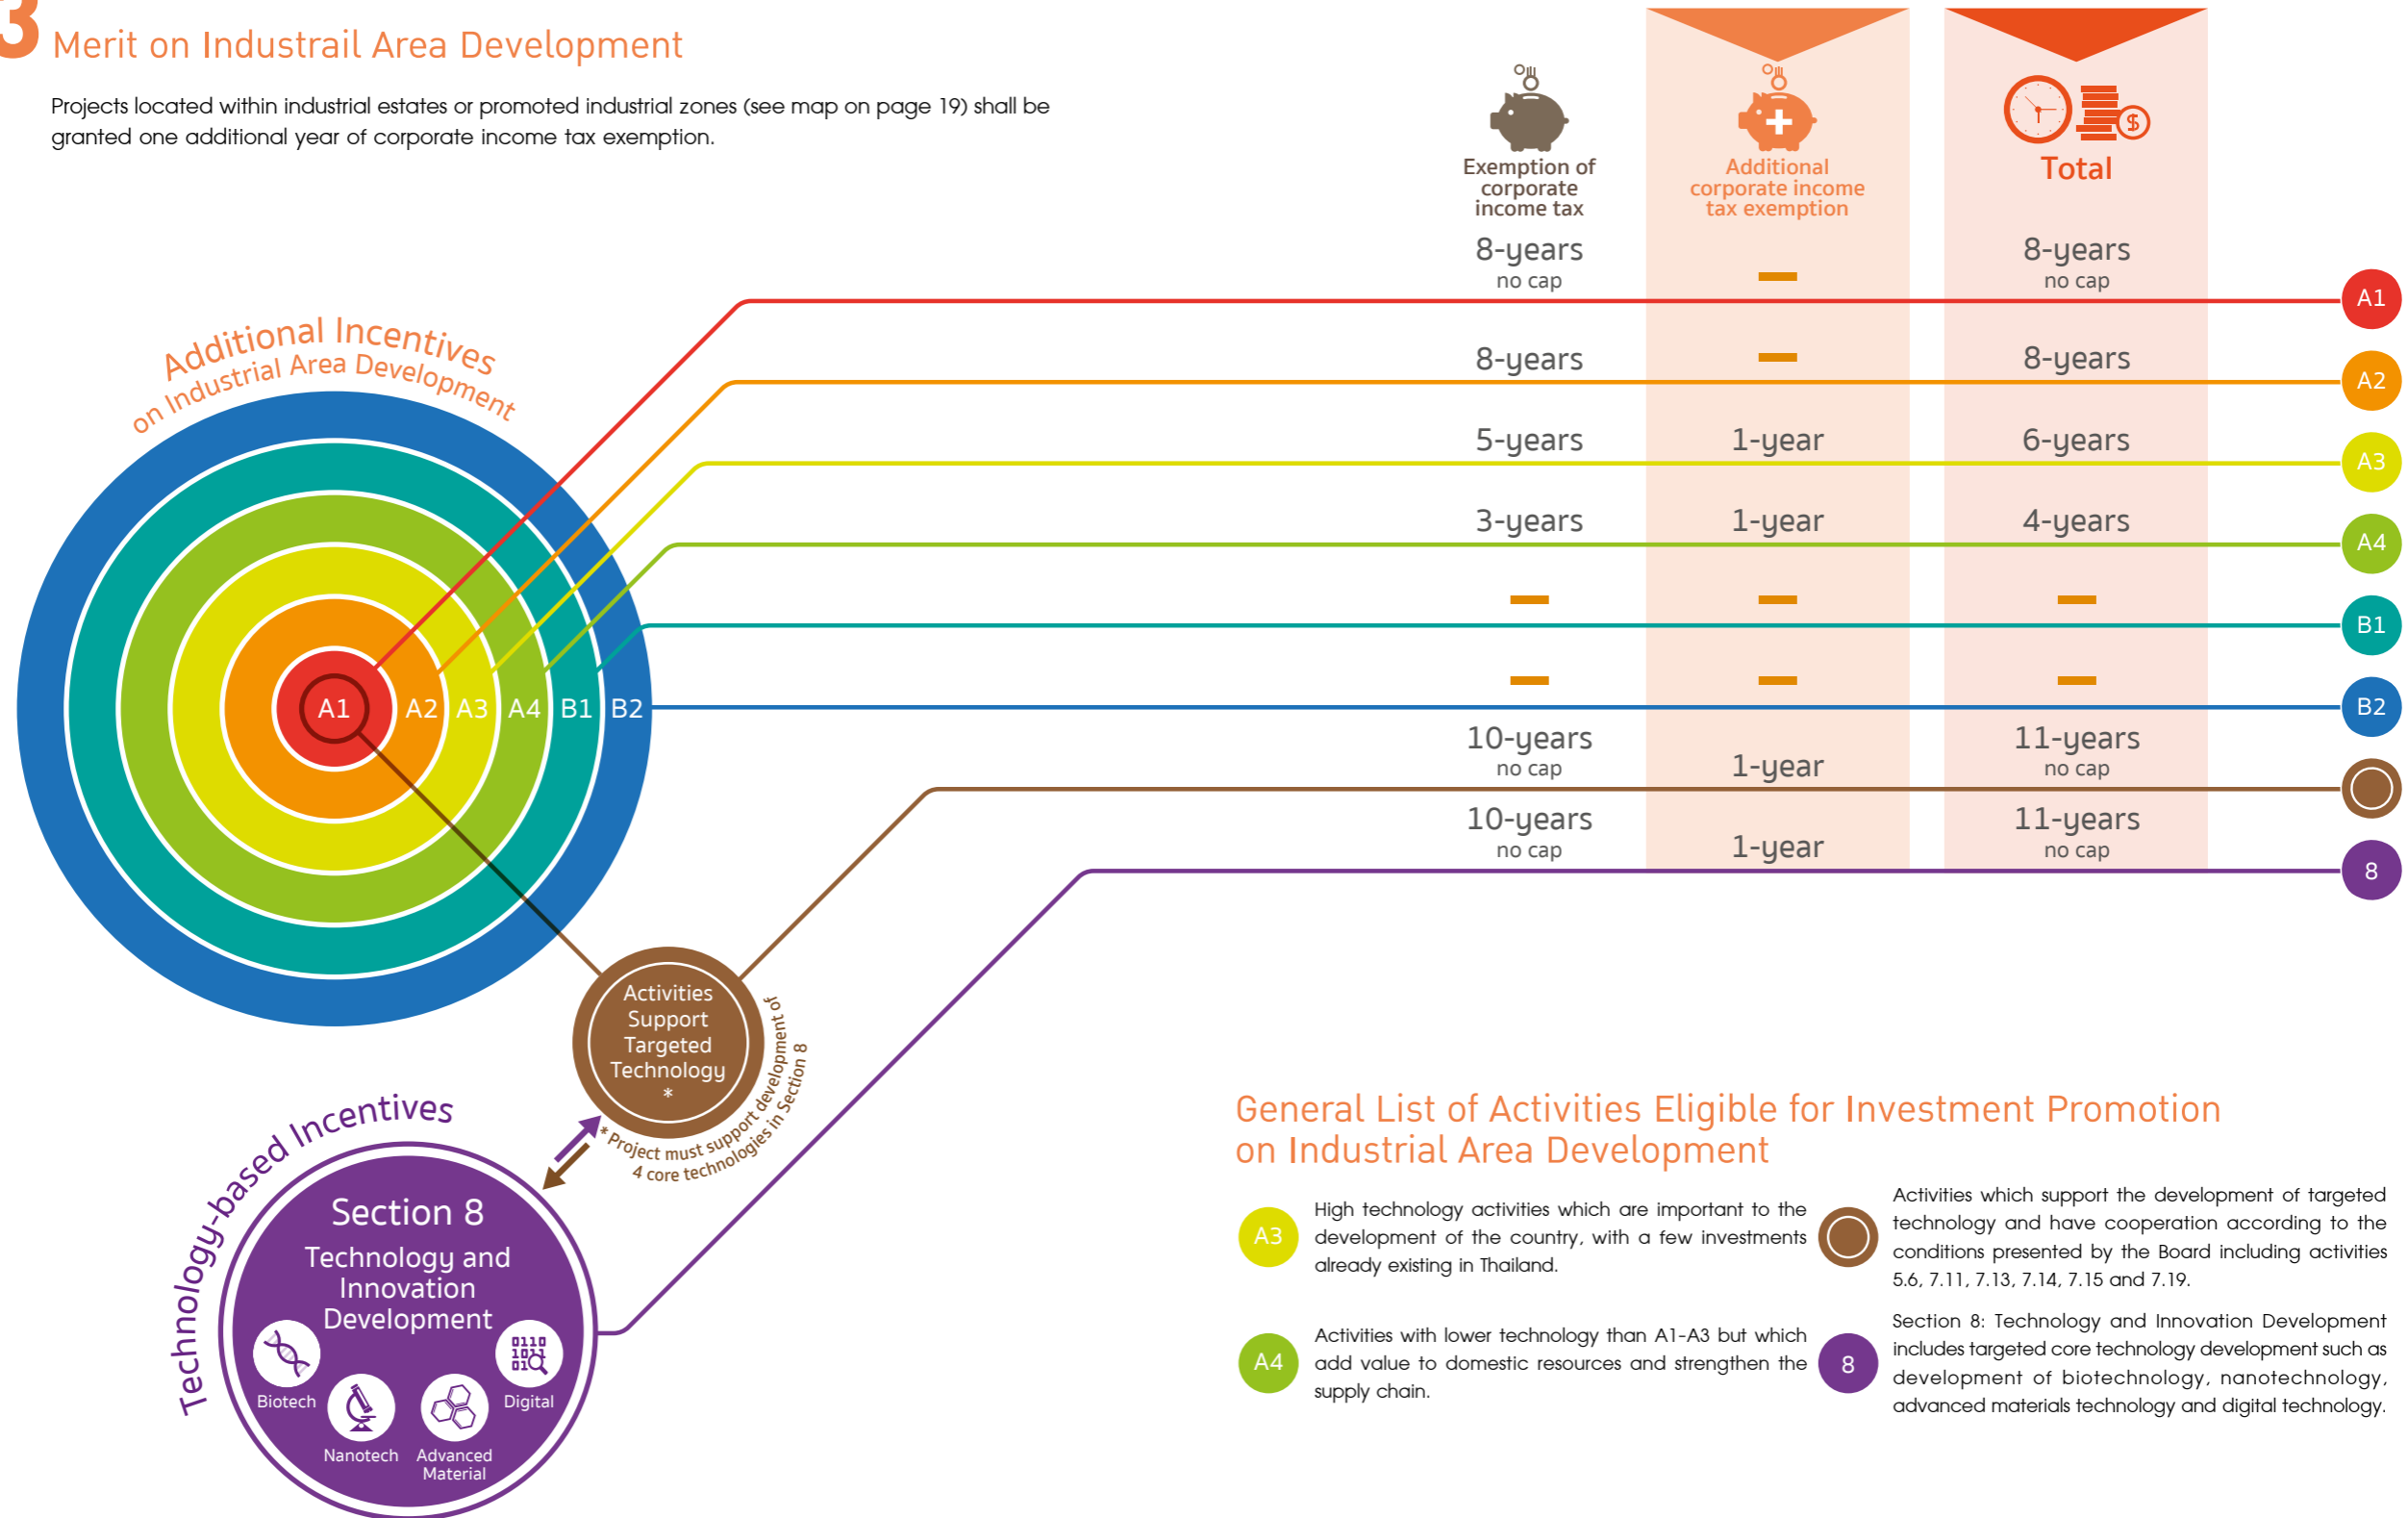 3 Merit on Industrail Area Development
Projects located within industrial estates or promoted industrial zones (see map on page 19) shall be
granted one additional year of corporate income tax exemption.
Exemption of
corporate
income tax
Additional
corporate income
tax exemption
Total
8-years
no cap
8-years
no cap
A1
8-years
8-years
A2
5-years
1-year
6-years
A3
3-years
1-year
4-years
A4
B1
B2
10-years
no cap
1-year
11-years
no cap
10-years
no cap
1-year
11-years
no cap
8
Additional Incentives
on Industrial Area Development
A1
A2
A3
A4
B1
B2
Activities
Support
Targeted
Technology
*
* Project must support development of
4 core technologies in Section 8
Technology-based Incentives
Section 8
Technology and
Innovation
Development
0110
1011
01
Biotech
Nanotech
Advanced
Material
Digital
General List of Activities Eligible for Investment Promotion
on Industrial Area Development
A3
High technology activities which are important to the
development of the country, with a few investments
already existing in Thailand.
A4
Activities with lower technology than A1-A3 but which
add value to domestic resources and strengthen the
supply chain.
Activities which support the development of targeted
technology and have cooperation according to the
conditions presented by the Board including activities
5.6, 7.11, 7.13, 7.14, 7.15 and 7.19.
8
Section 8: Technology and Innovation Development
includes targeted core technology development such as
development of biotechnology, nanotechnology,
advanced materials technology and digital technology.